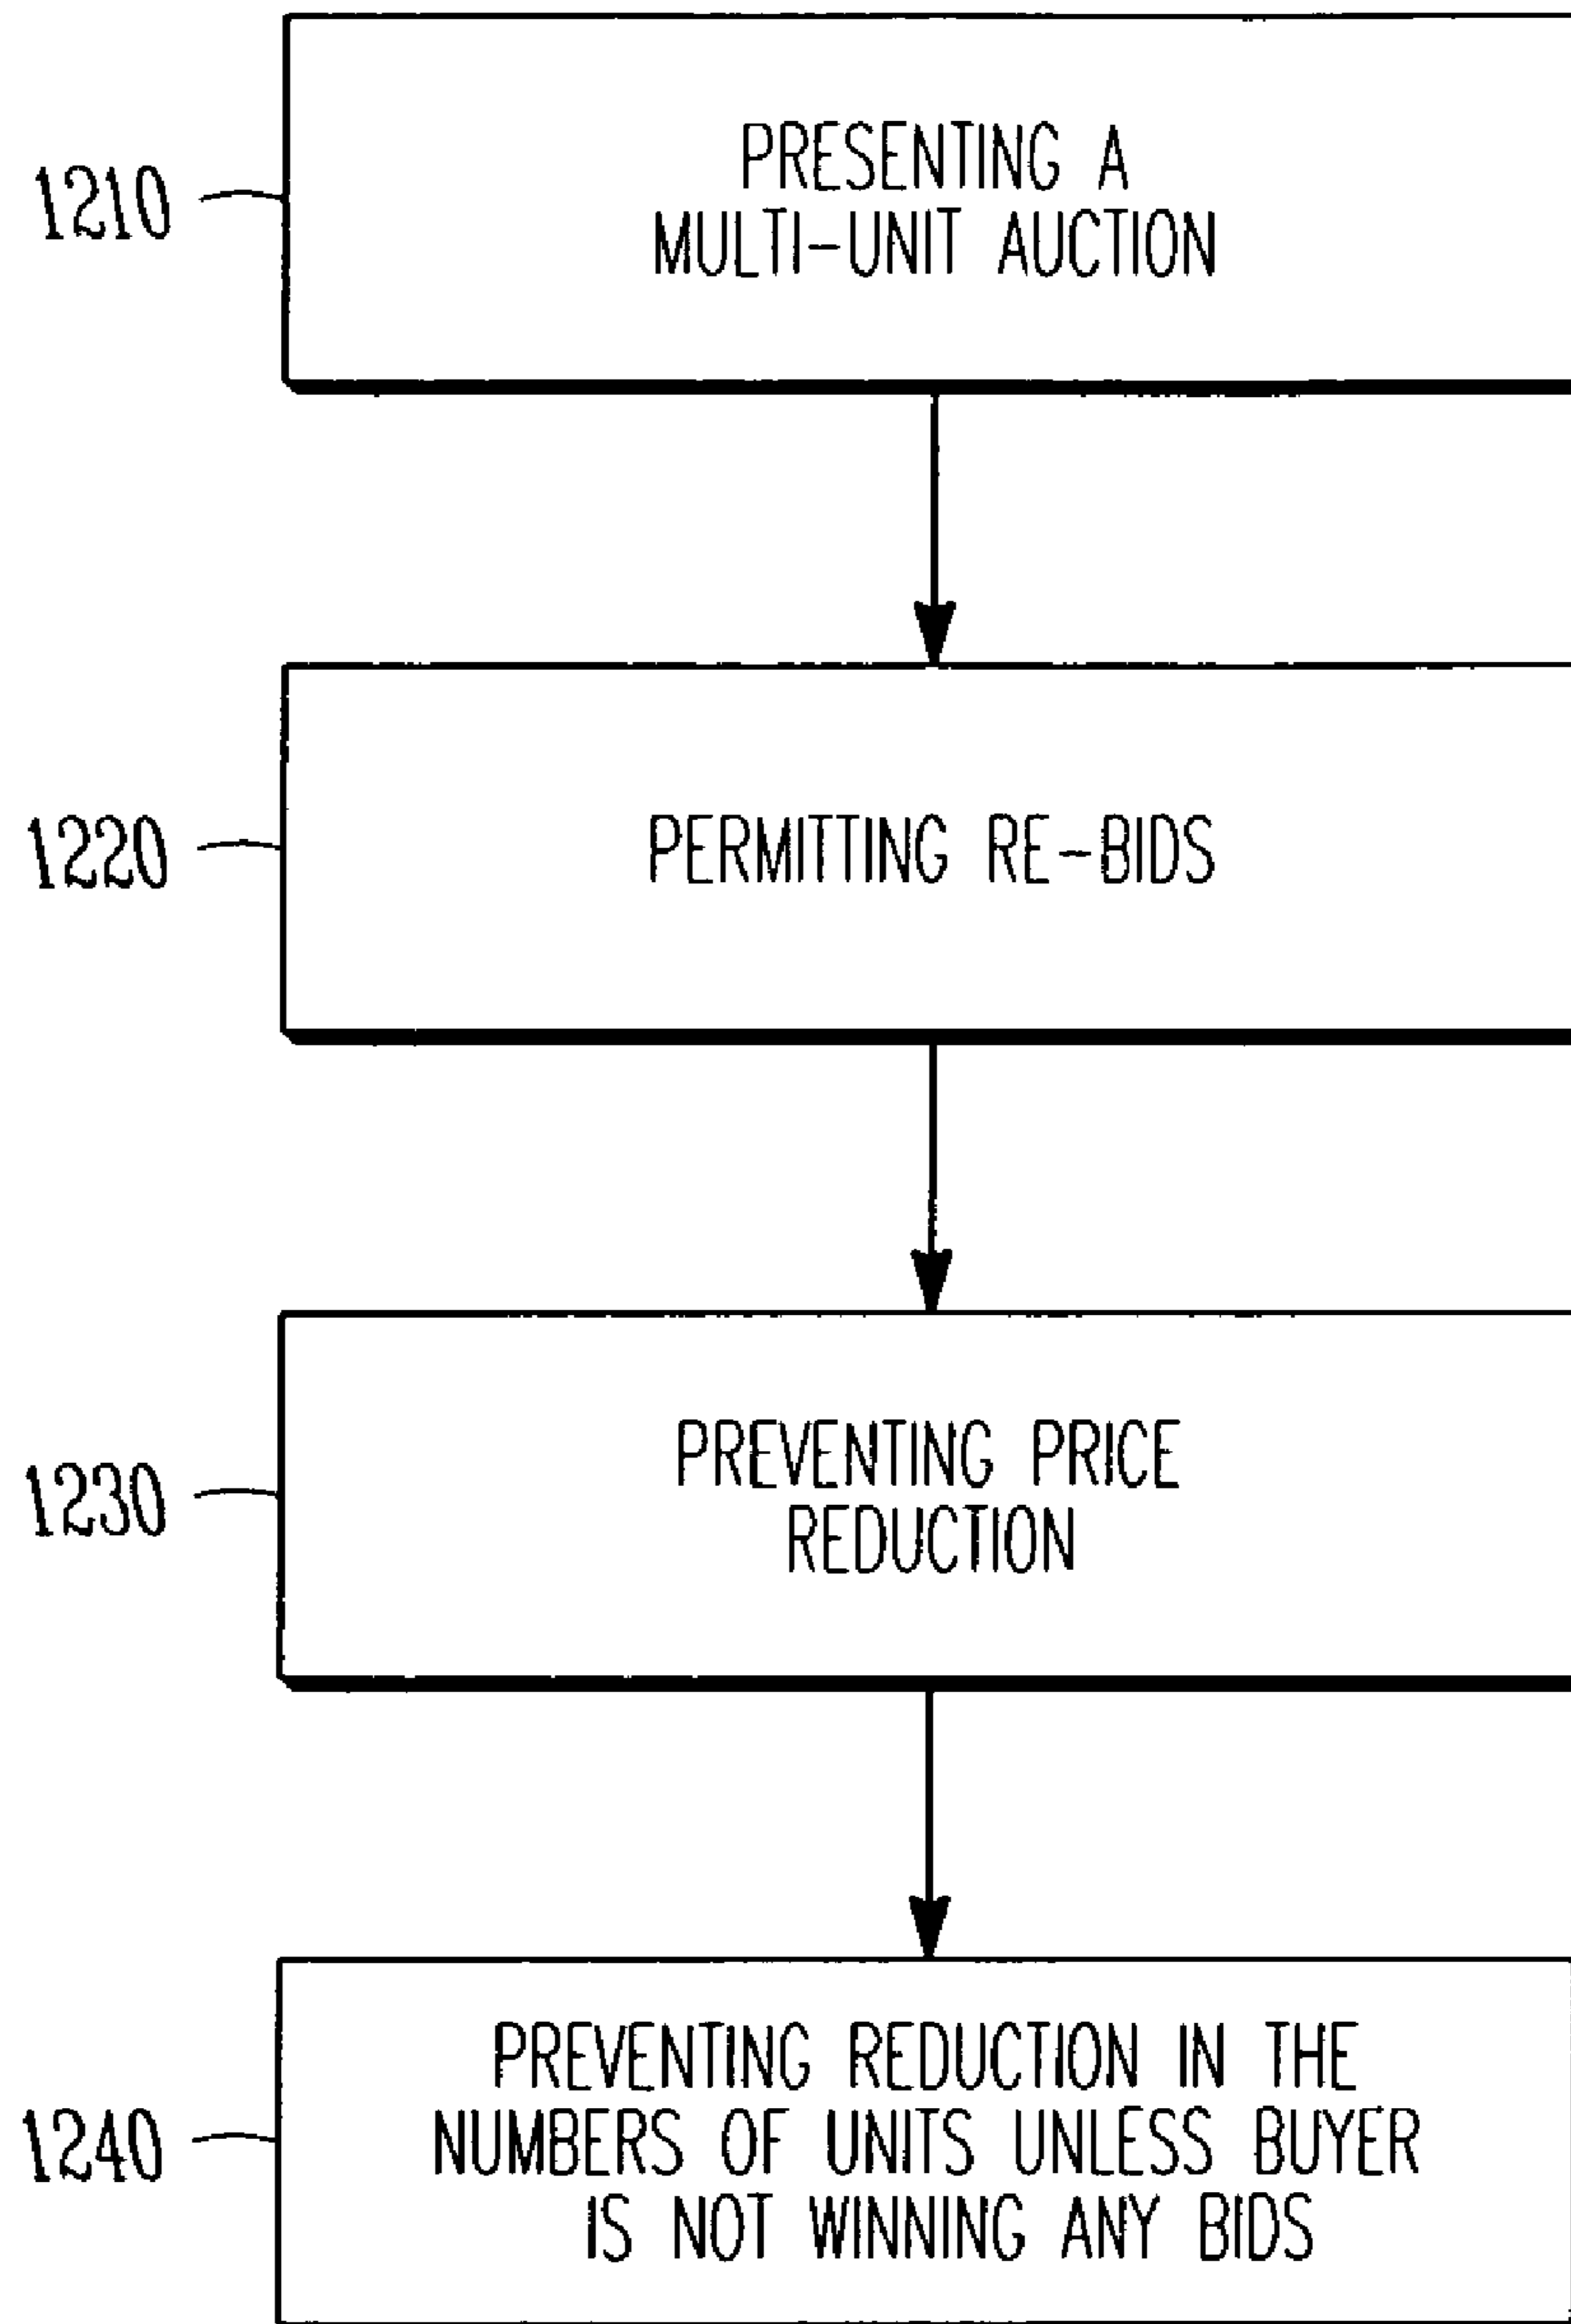 1210
PRESENTING A
MULTI-UNIT AUCTION
1220
PERMITTING RE-BIDS
1230
PREVENTING PRICE
REDUCTION
1240
PREVENTING REDUCTION IN THE
NUMBERS OF UNITS UNLESS BUYER
IS NOT WINNING ANY BIDS